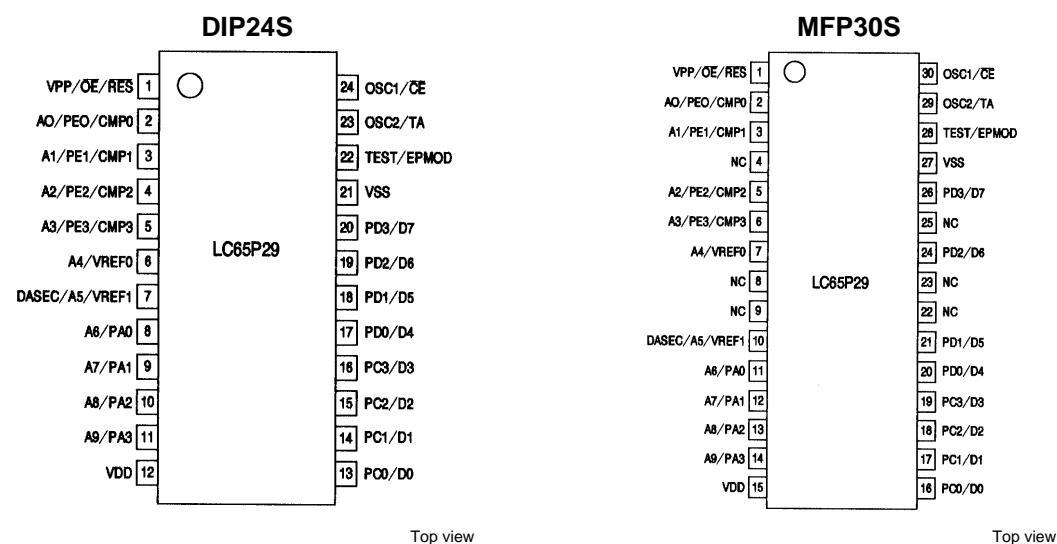 DIP24S
VPP/OE/RES 1
AO/PEO/CMP0 2
A1/PE1/CMP1 3
A2/PE2/CMP2 4
A3/PE3/CMP3 5
A4/VREF0 6
DASEC/A5/VREF1 7
A6/PA0 8
A7/PA1 9
A8/PA2 10
A9/PA3 11
VDD 12
LC65P29
24 OSC1/CE
23 OSC2/TA
22 TEST/EPMOD
21 VSS
20 PD3/D7
19 PD2/D6
18 PD1/D5
17 PD0/D4
16 PC3/D3
15 PC2/D2
14 PC1/D1
13 PC0/D0
Top view
MFP30S
VPP/OE/RES 1
AO/PEO/CMP0 2
A1/PE1/CMP1 3
NC 4
A2/PE2/CMP2 5
A3/PE3/CMP3 6
A4/VREF0 7
NC 8
NC 9
DASEC/A5/VREF1 10
A6/PA0 11
A7/PA1 12
A8/PA2 13
A9/PA3 14
VDD 15
LC65P29
30 OSC1/CE
29 OSC2/TA
28 TEST/EPMOD
27 VSS
26 PD3/D7
25 NC
24 PD2/D6
23 NC
22 NC
21 PD1/D5
20 PD0/D4
19 PC3/D3
18 PC2/D2
17 PC1/D1
16 PC0/D0
Top view